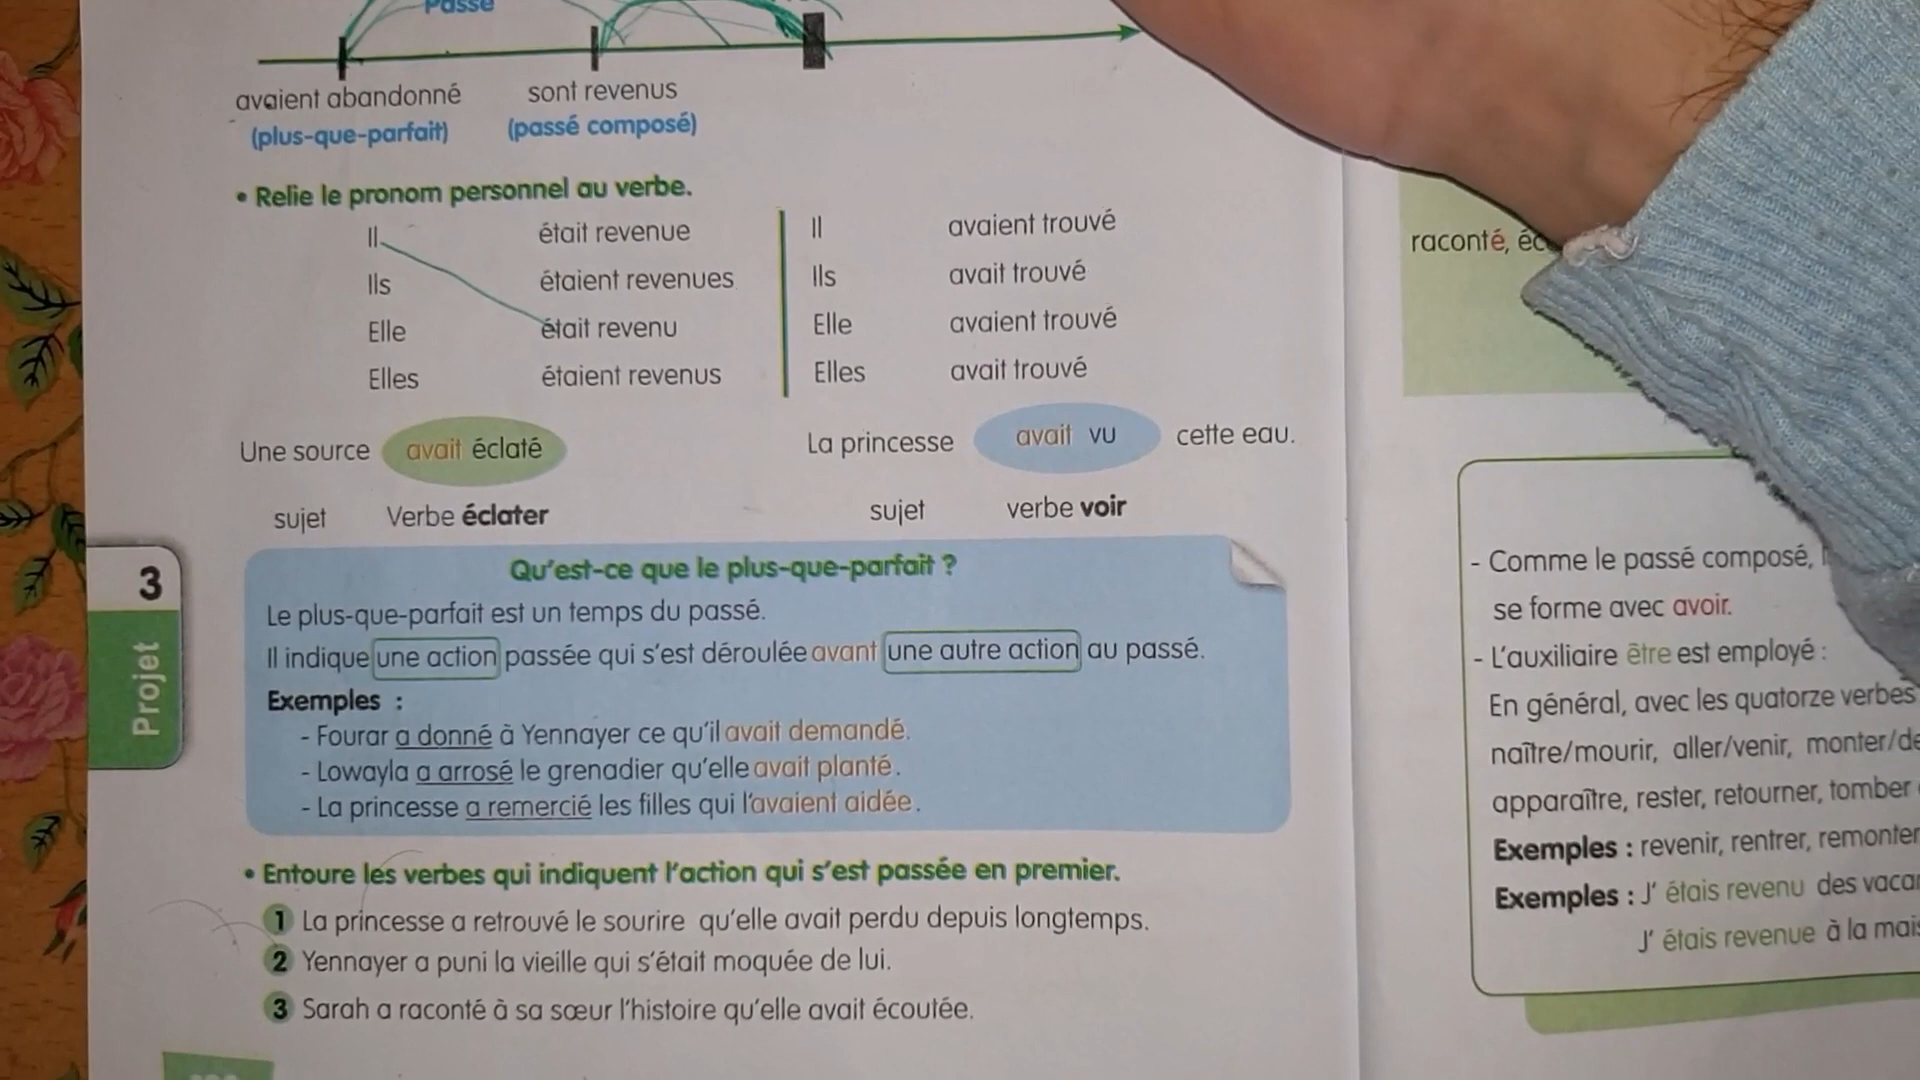 Passé
avaient abandonné sont revenus
(plus-que-parfait) (passé composé)
• Relie le pronom personnel au verbe.
Il était revenue
Ils étaient revenues
Elle était revenu
Elles étaient revenus
Il avaient trouvé
Ils avait trouvé
Elle avaient trouvé
Elles avait trouvé
Une source avait éclaté
sujet Verbe éclater
La princesse avait vu cette eau.
sujet verbe voir
3
Projet
Qu'est-ce que le plus-que-parfait ?
Le plus-que-parfait est un temps du passé.
Il indique une action passée qui s'est déroulée avant une autre action au passé.
Exemples :
- Fourar a donné à Yennayer ce qu'il avait demandé.
- Lowayla a arrosé le grenadier qu'elle avait planté.
- La princesse a remercié les filles qui l'avaient aidée.
• Entoure les verbes qui indiquent l'action qui s'est passée en premier.
1 La princesse a retrouvé le sourire qu'elle avait perdu depuis longtemps.
2 Yennayer a puni la vieille qui s'était moquée de lui.
3 Sarah a raconté à sa sœur l'histoire qu'elle avait écoutée.
raconté,
- Comme le passé composé,
se forme avec avoir.
- L'auxiliaire être est employé :
En général, avec les quatorze verbes
naître/mourir, aller/venir, monter/de
apparaître, rester, retourner, tomber
Exemples : revenir, rentrer, remonter
Exemples : J' étais revenu des vacan
J' étais revenue à la mais